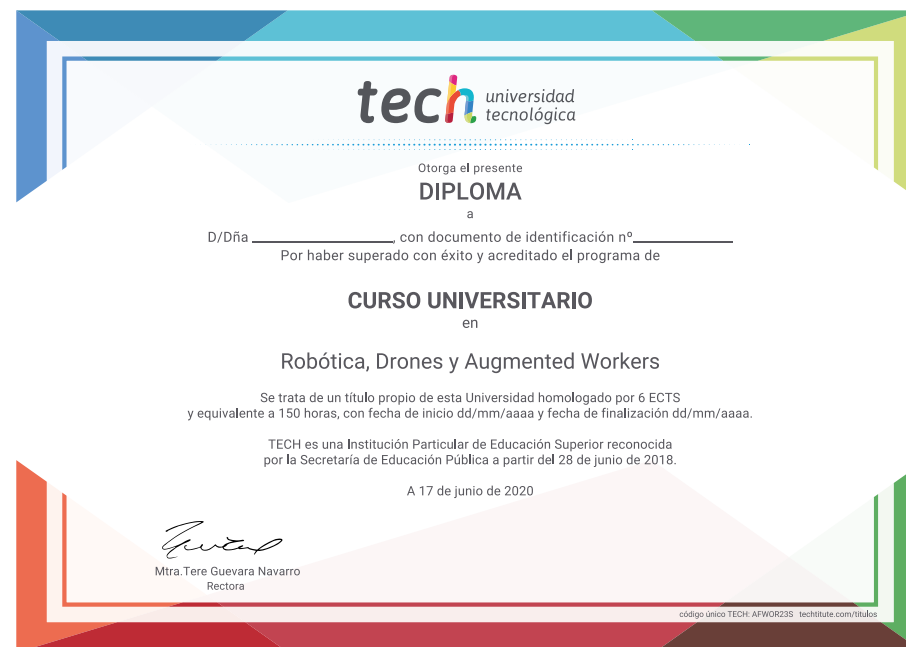 tech universidad
tecnológica
Otorga el presente
DIPLOMA
a
D/Dña ____________________, con documento de identificación nº______________
Por haber superado con éxito y acreditado el programa de
CURSO UNIVERSITARIO
en
Robótica, Drones y Augmented Workers
Se trata de un título propio de esta Universidad homologado por 6 ECTS
y equivalente a 150 horas, con fecha de inicio dd/mm/aaaa y fecha de finalización dd/mm/aaaa.
TECH es una Institución Particular de Educación Superior reconocida
por la Secretaría de Educación Pública a partir del 28 de junio de 2018.
A 17 de junio de 2020
Mtra.Tere Guevara Navarro
Rectora
código único TECH: AFWOR23S techtitute.com/titulos